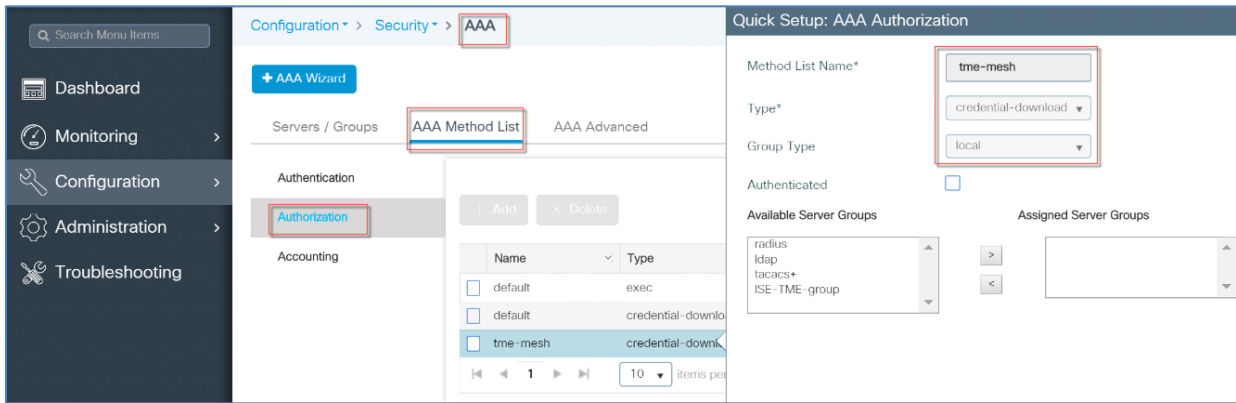 Search Menu Items
Dashboard
Monitoring
Configuration
Administration
Troubleshooting
Configuration > Security > AAA
+ AAA Wizard
Servers / Groups AAA Method List AAA Advanced
Authentication
Authorization
Accounting
+ Add × Delete
Name Type
default exec
default credential-downlo
tme-mesh credential-downl
1 10 items per
Quick Setup: AAA Authorization
Method List Name* tme-mesh
Type* credential-download
Group Type local
Authenticated
Available Server Groups Assigned Server Groups
radius
ldap
tacacs+
ISE-TME-group
> 
<